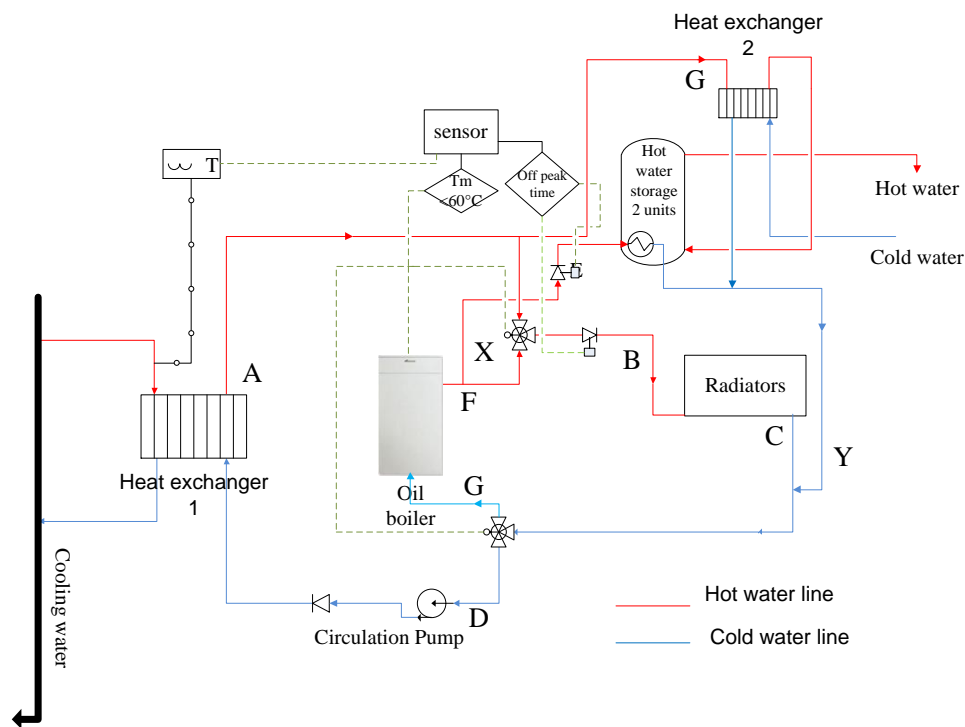 Heat exchanger
2
G
sensor
T
Tm
<60°C
Off peak
time
Hot
water
storage
2 units
Hot water
Cold water
E
A
X
B
F
Radiators
C
Y
Heat exchanger
1
G
Oil
boiler
D
Circulation Pump
Cooling water
Hot water line
Cold water line